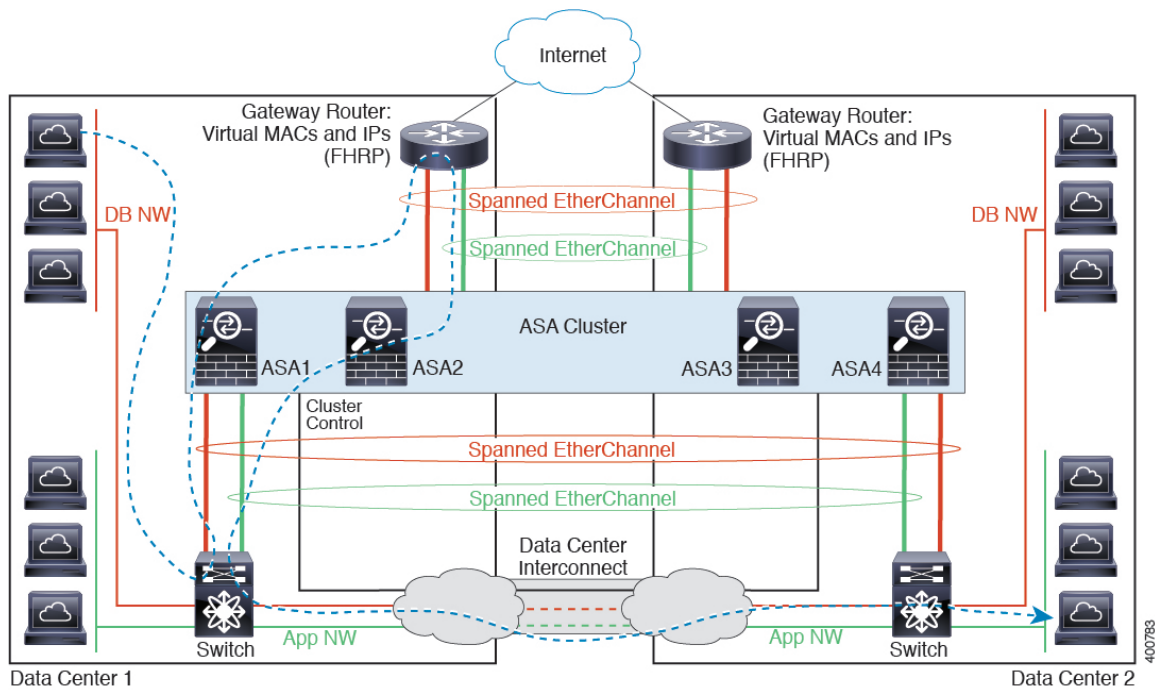 Internet
Gateway Router:
Virtual MACs and IPs
(FHRP)
Gateway Router:
Virtual MACs and IPs
(FHRP)
DB NW
Spanned EtherChannel
DB NW
Spanned EtherChannel
ASA Cluster
ASA1
ASA2
ASA3
ASA4
Cluster
Control
Spanned EtherChannel
Spanned EtherChannel
Data Center
Interconnect
App NW
App NW
Switch
Switch
400783
Data Center 1
Data Center 2